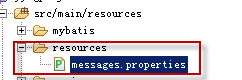 src/main/resources
mybatis
resources
messages.properties